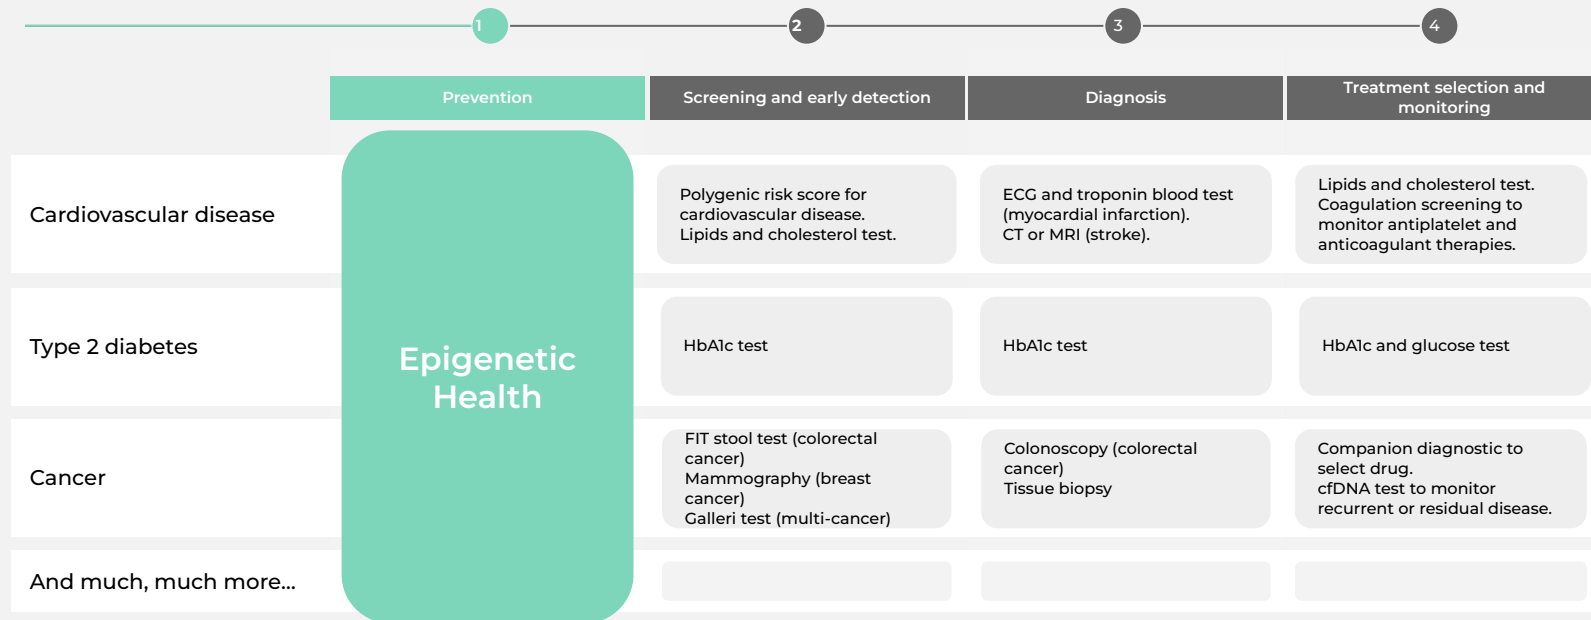 1
2
3
4
Prevention
Screening and early detection
Diagnosis
Treatment selection and
monitoring
Cardiovascular disease
Polygenic risk score for
cardiovascular disease.
Lipids and cholesterol test.
ECG and troponin blood test
(myocardial infarction).
CT or MRI (stroke).
Lipids and cholesterol test.
Coagulation screening to
monitor antiplatelet and
anticoagulant therapies.
Epigenetic
Health
Type 2 diabetes
HbA1c test
HbA1c test
HbA1c and glucose test
Cancer
FIT stool test (colorectal
cancer)
Mammography (breast
cancer)
Galleri test (multi-cancer)
Colonoscopy (colorectal
cancer)
Tissue biopsy
Companion diagnostic to
select drug.
cfDNA test to monitor
recurrent or residual disease.
And much, much more...